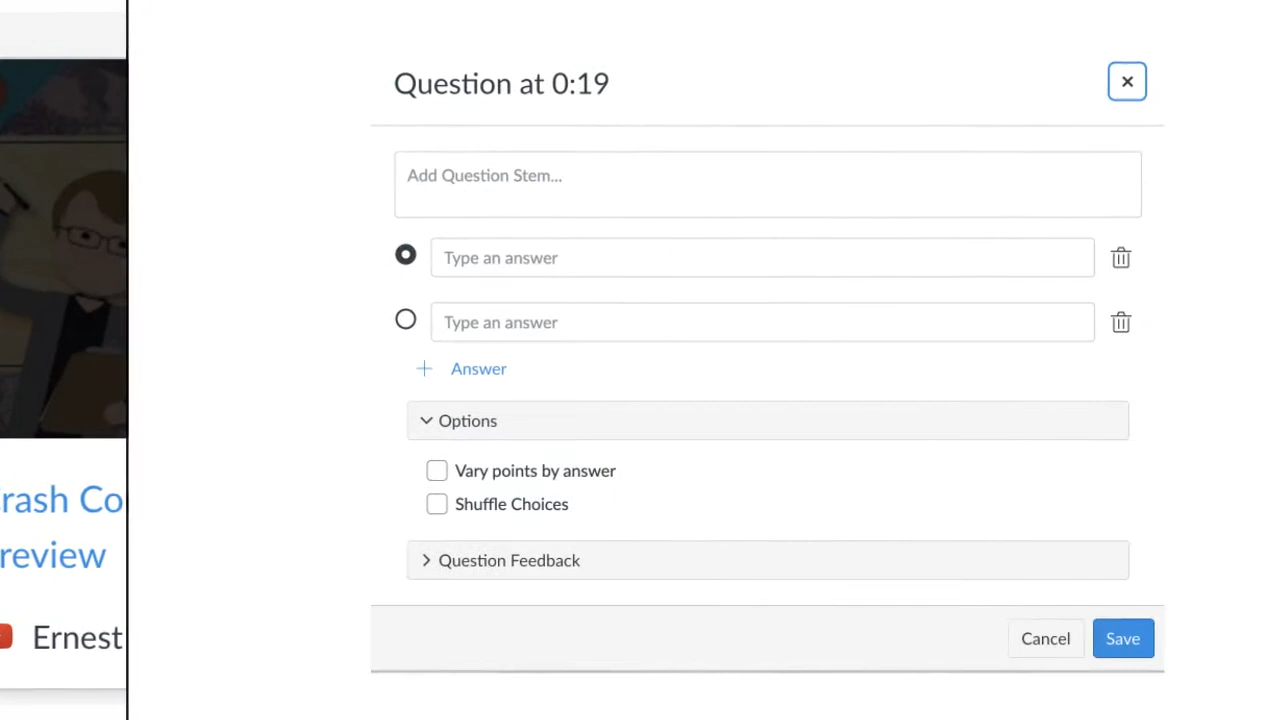 Question at 0:19
Add Question Stem...
Type an answer
Type an answer
+ Answer
Options
Vary points by answer
Shuffle Choices
Question Feedback
Cancel
Save
rash Co
review
Ernest